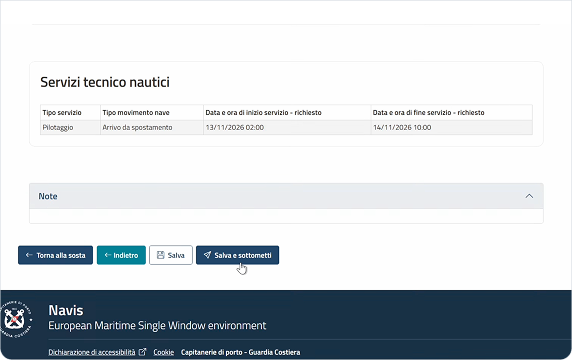 Servizi tecnico nautici
Tipo servizio Tipo movimento nave Data e ora di inizio servizio - richiesto Data e ora di fine servizio - richiesto
Pilotaggio Arrivo da spostamento 13/11/2026 02:00 14/11/2026 10:00
Note
Torna alla sosta Indietro Salva Salva e sottometti
Navis
European Maritime Single Window environment
GUARDIA COSTIERA
Dichiarazione di accessibilità Cookie Capitanerie di porto - Guardia Costiera